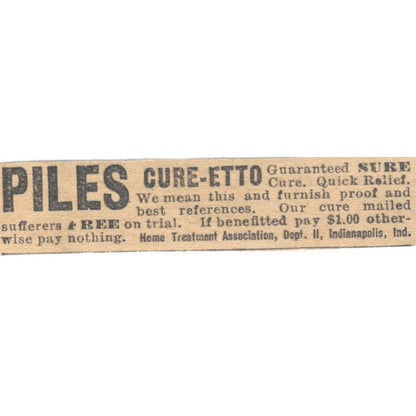 PILES CURE-ETTO Guaranteed SURE
Cure. Quick Relief.
We mean this and furnish proof and
best references. Our cure mailed
sufferers FREE on trial. If benefitted pay $1.00 other-
wise pay nothing. Home Treatment Association, Dept. II, Indianapolis, Ind.